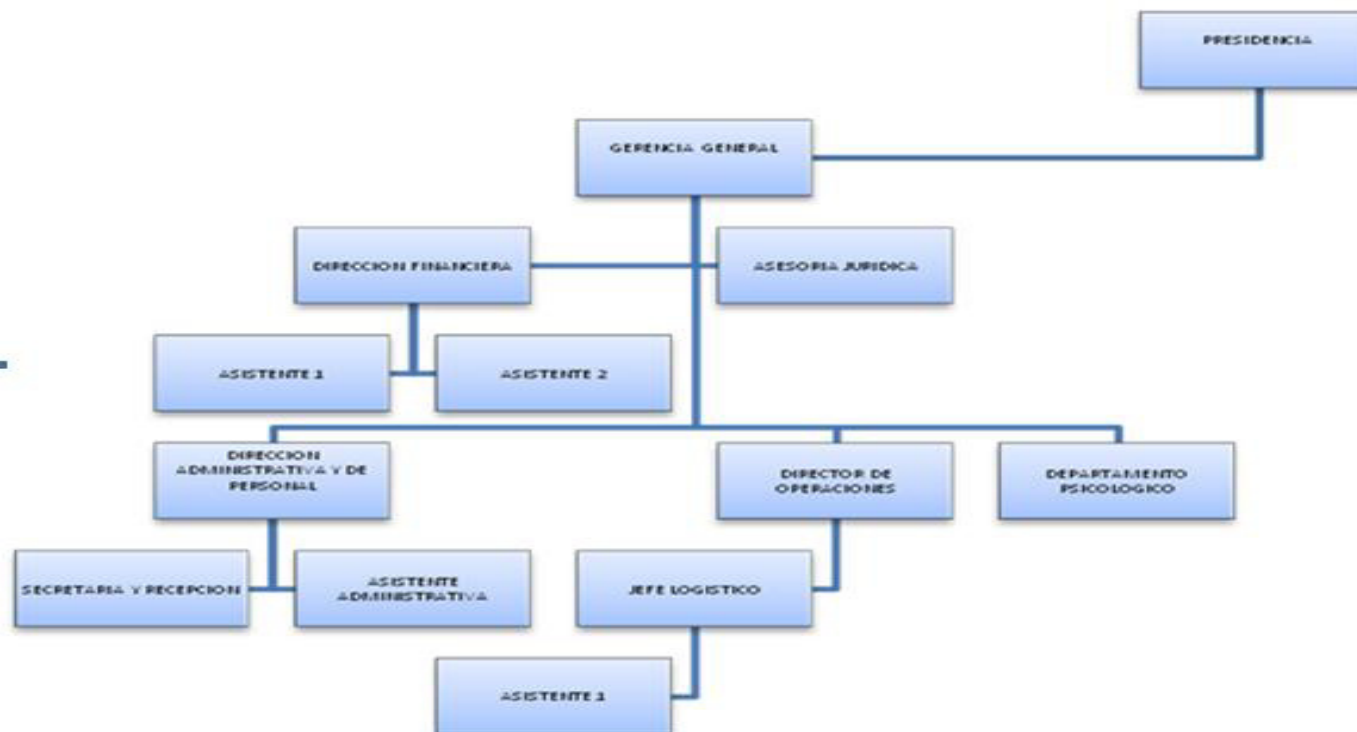 PRESIDENCIA
GERENCIA GENERAL
DIRECCION FINANCIERA
ASESORIA JURIDICA
ASISTENTE 1
ASISTENTE 2
DIRECCION
ADMINISTRATIVA Y DE
PERSONAL
DIRECTOR DE
OPERACIONES
DEPARTAMENTO
PSICOLOGICO
SECRETARIA Y RECEPCION
ASISTENTE
ADMINISTRATIVA
JEFE LOGISTICO
ASISTENTE 1